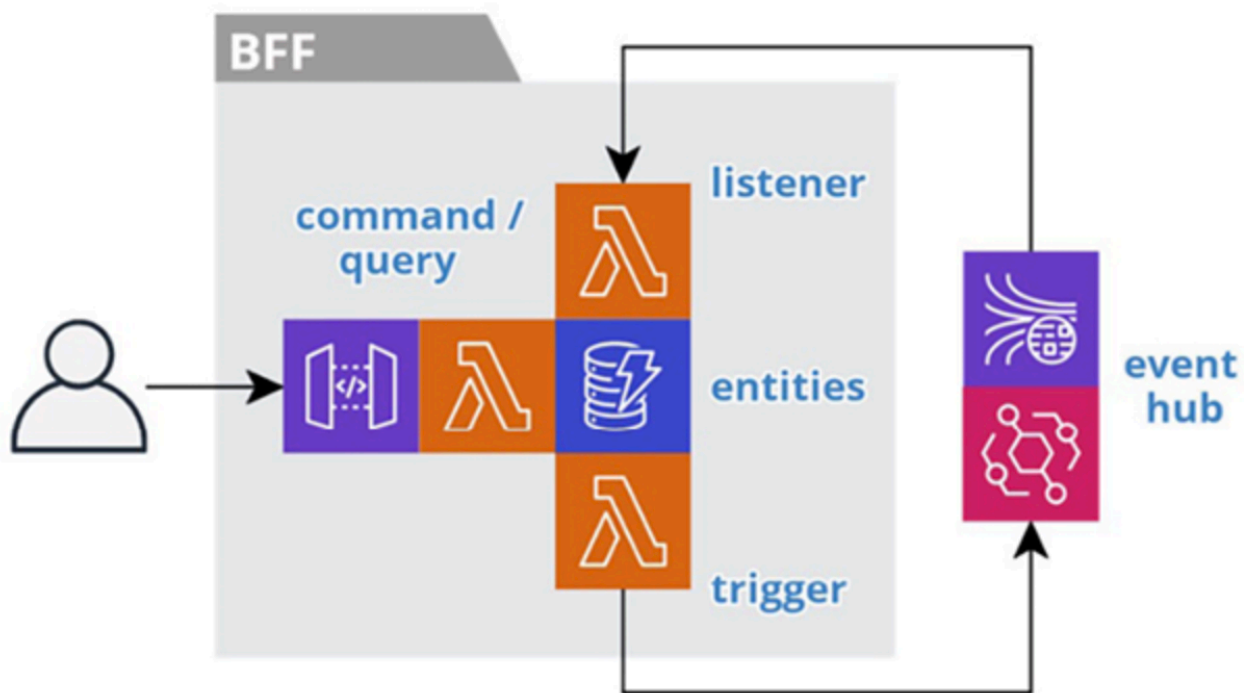 BFF
listener
command /
query
</>
entities
event
hub
trigger